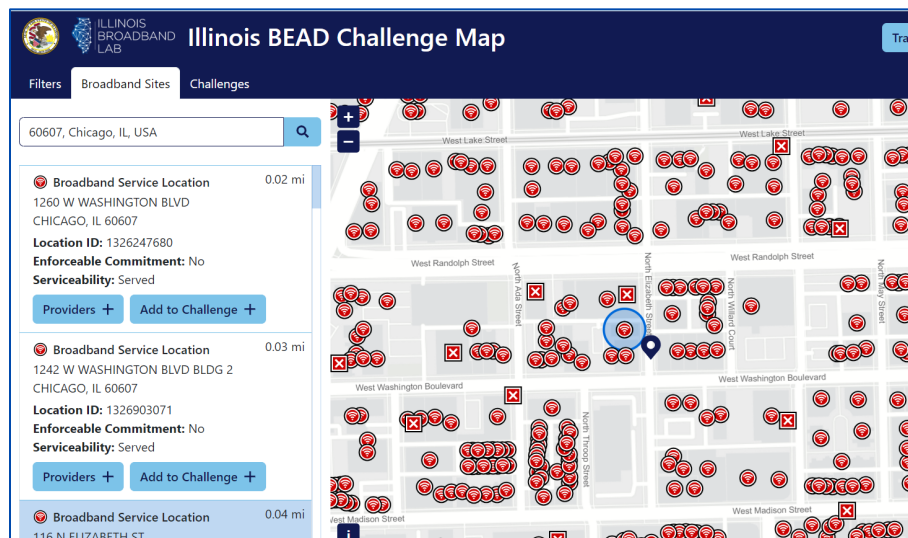 ILLINOIS
BROADBAND
LAB
Illinois BEAD Challenge Map
Tra
Filters
Broadband Sites
Challenges
60607, Chicago, IL, USA
Broadband Service Location
0.02 mi
1260 W WASHINGTON BLVD
CHICAGO, IL 60607
Location ID: 1326247680
Enforceable Commitment: No
Serviceability: Served
Providers +
Add to Challenge +
Broadband Service Location
0.03 mi
1242 W WASHINGTON BLVD BLDG 2
CHICAGO, IL 60607
Location ID: 1326903071
Enforceable Commitment: No
Serviceability: Served
Providers +
Add to Challenge +
Broadband Service Location
0.04 mi
116 N ELIZABETH ST
+
−
i
West Lake Street
West Lake Street
West Randolph Street
West Randolph Street
North Ada Street
North Elizabeth Street
North Willard Court
North May Street
West Washington Boulevard
West Washington Boulevard
North Throop Street
West Madison Street
West Madison Street